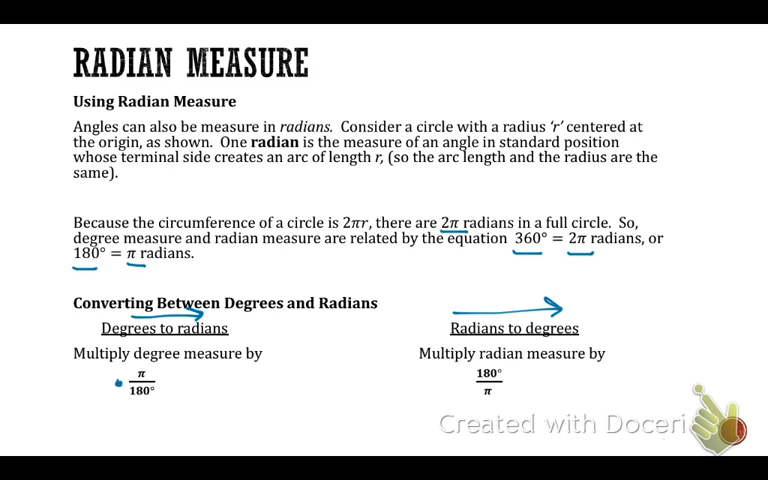 RADIAN MEASURE
Using Radian Measure
Angles can also be measure in radians. Consider a circle with a radius ‘r’ centered at
the origin, as shown. One radian is the measure of an angle in standard position
whose terminal side creates an arc of length r, (so the arc length and the radius are the
same).
Because the circumference of a circle is 2πr, there are 2π radians in a full circle. So,
degree measure and radian measure are related by the equation 360° = 2π radians, or
180° = π radians.
Converting Between Degrees and Radians
Degrees to radians
Multiply degree measure by
π
180°
Radians to degrees
Multiply radian measure by
180°
π
Created with Doceri